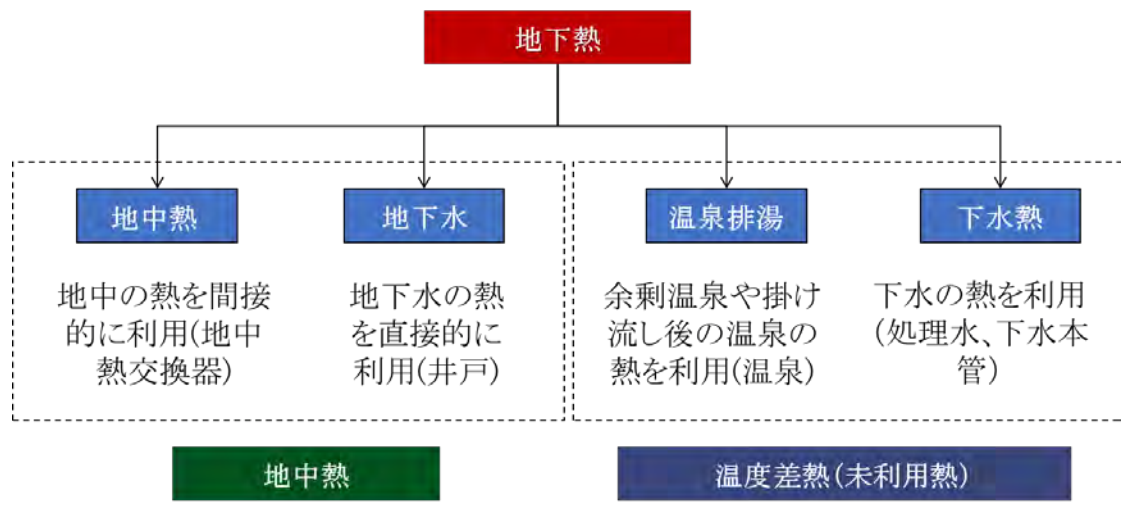 地下熱
地中熱
地下水
温泉排湯
下水熱
地中の熱を間接
的に利用(地中
熱交換器)
地下水の熱
を直接的に
利用(井戸)
余剰温泉や掛け
流し後の温泉の
熱を利用(温泉)
下水の熱を利用
(処理水、下水本
管)
地中熱
温度差熱(未利用熱)